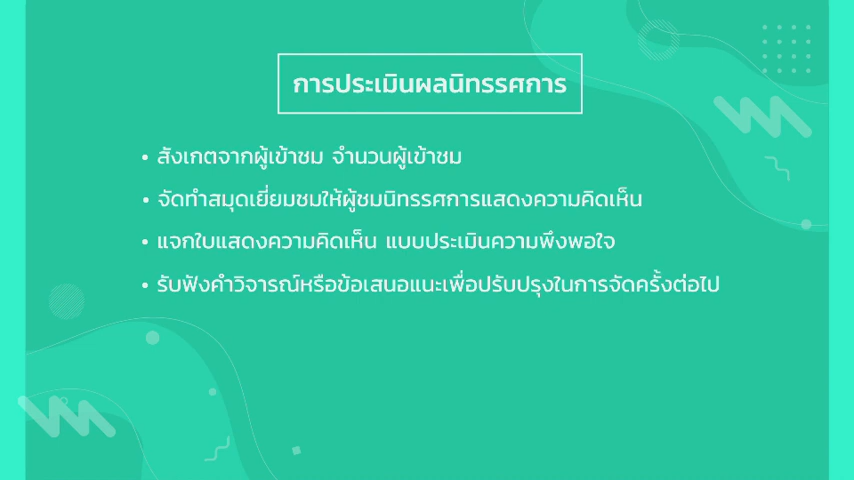 การประเมินผลนิทรรศการ
• สังเกตจากผู้เข้าชม จำนวนผู้เข้าชม
• จัดทำสมุดเยี่ยมชมให้ผู้ชมนิทรรศการแสดงความคิดเห็น
• แจกใบแสดงความคิดเห็น แบบประเมินความพึงพอใจ
• รับฟังคำวิจารณ์หรือข้อเสนอแนะเพื่อปรับปรุงในการจัดครั้งต่อไป